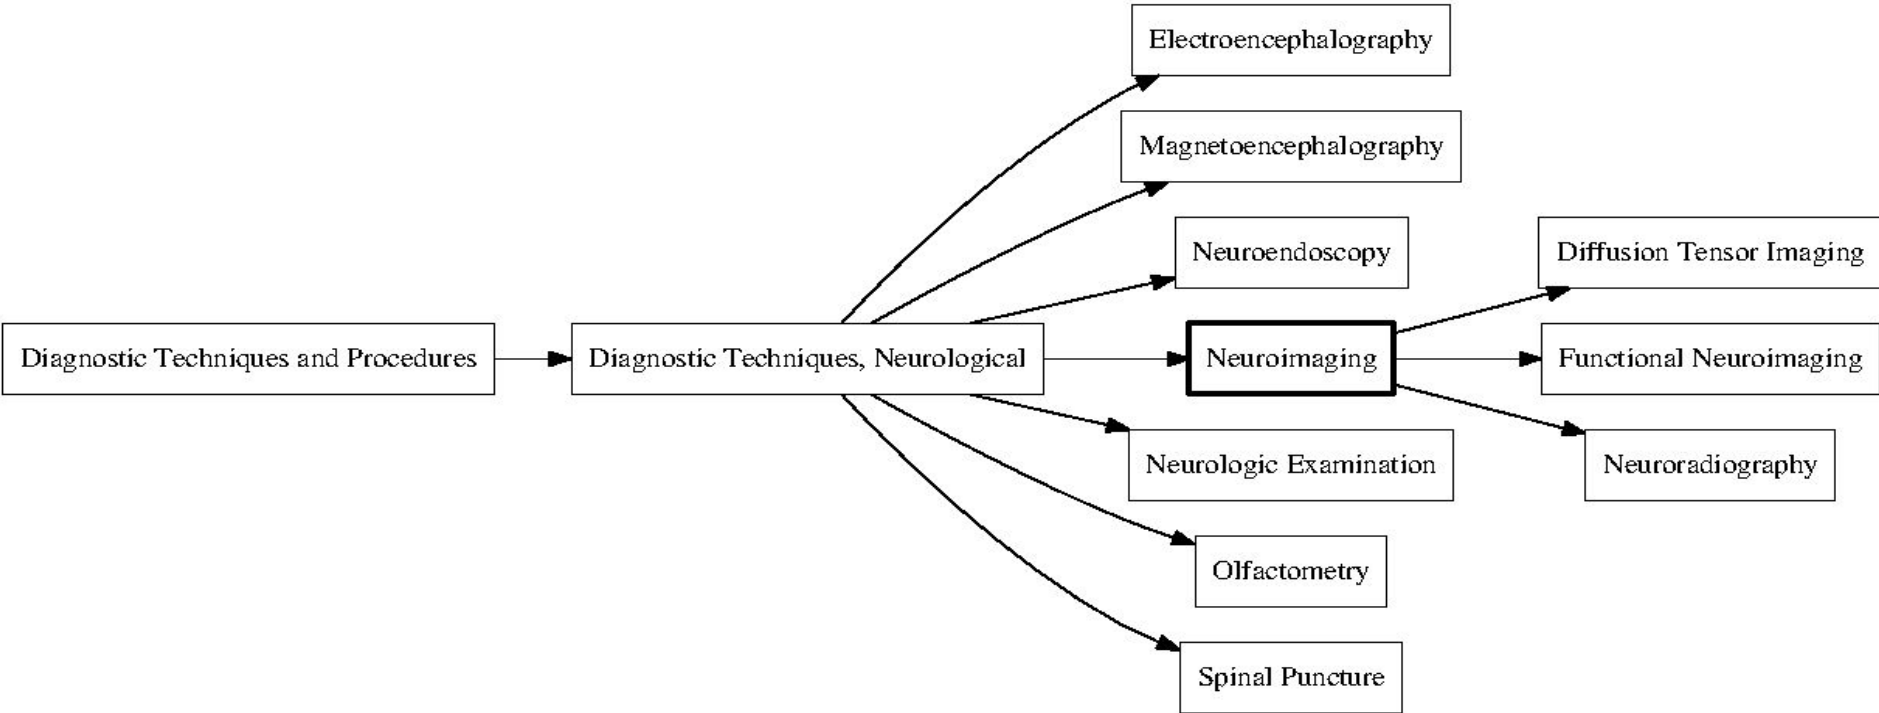 Electroencephalography
Magnetoencephalography
Neuroendoscopy
Diffusion Tensor Imaging
Diagnostic Techniques and Procedures
Diagnostic Techniques, Neurological
Neuroimaging
Functional Neuroimaging
Neurologic Examination
Neuroradiography
Olfactometry
Spinal Puncture